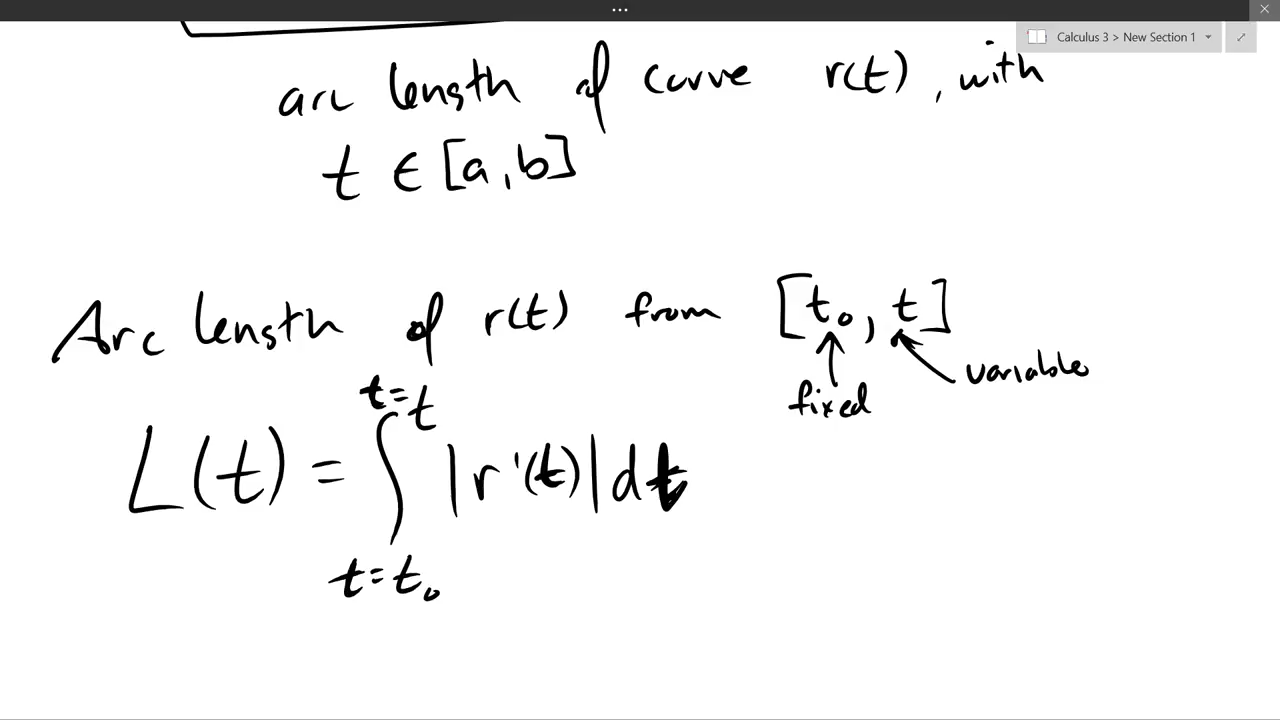 Calculus 3 > New Section 1
arc length of curve r(t), with
t ∈ [a,b]
Arc length of r(t) from [t₀, t]
fixed
variable
L(t) = ∫_{t=t₀}^{t=t} |r'(t)| dt